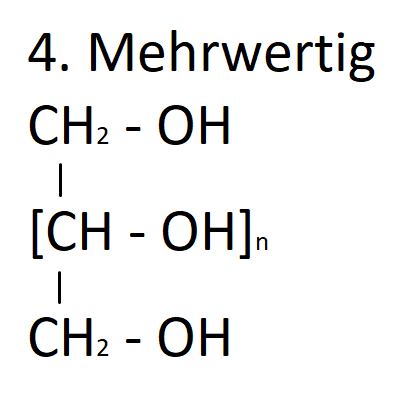 4. Mehrwertig
CH₂ - OH
|
[CH - OH]ₙ
|
CH₂ - OH